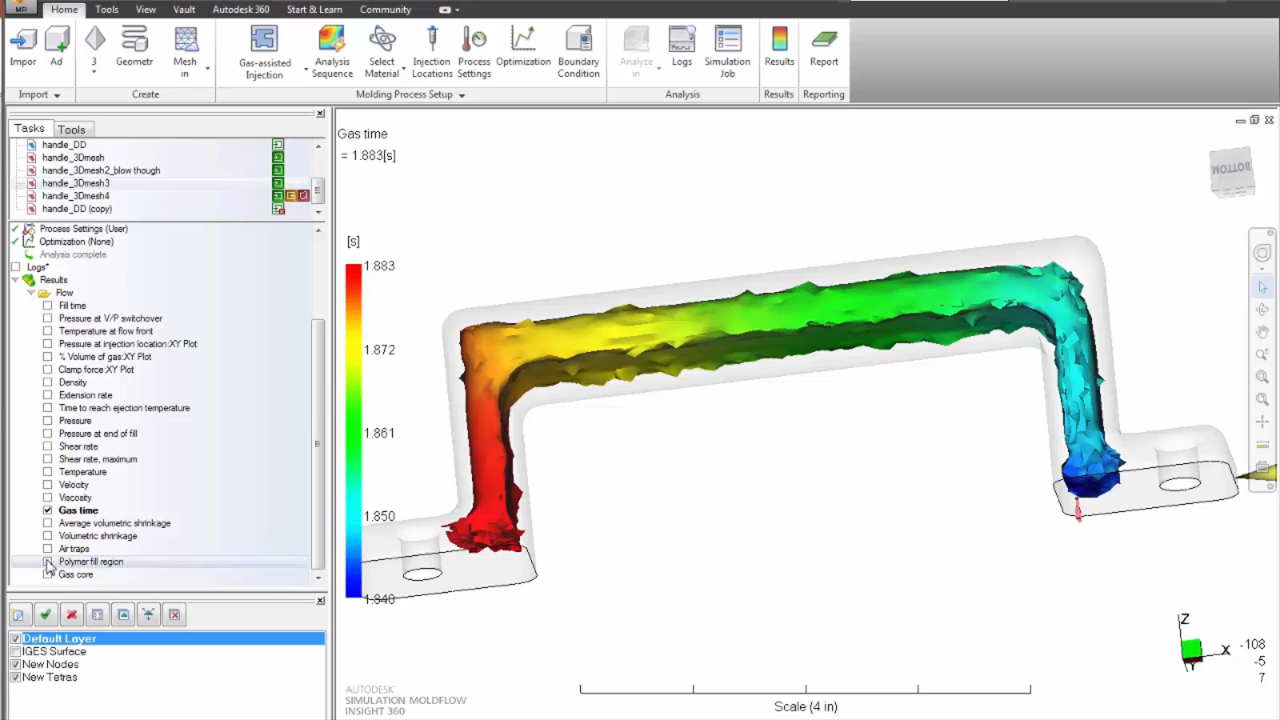 MR
Home Tools View Vault Autodesk 360 Start & Learn Community
Impor Ad 3 Geometr Mesh in Gas-assisted Injection Analysis Sequence Select Material Injection Locations Process Settings Optimization Boundary Condition Analyze in Logs Simulation Job Results Report
Import Create Molding Process Setup Analysis Results Reporting
Tasks Tools
handle_DD
handle_3Dmesh
handle_3Dmesh2_blow though
handle_3Dmesh3
handle_3Dmesh4
handle_DD (copy)
Process Settings (User)
Optimization (None)
Analysis complete
Logs*
Results
Flow
Fill time
Pressure at V/P switchover
Temperature at flow front
Pressure at injection location:XY Plot
% Volume of gas:XY Plot
Clamp force:XY Plot
Density
Extension rate
Time to reach ejection temperature
Pressure
Pressure at end of fill
Shear rate
Shear rate, maximum
Temperature
Velocity
Viscosity
Gas time
Average volumetric shrinkage
Volumetric shrinkage
Air traps
Polymer fill region
Gas core
Default Layer
IGES Surface
New Nodes
New Tetras
Gas time
= 1.883[s]
[s]
1.883
1.872
1.861
1.850
1.840
BOTTOM
Z
X
Y
-108
-5
7
AUTODESK®
SIMULATION MOLDFLOW
INSIGHT 360
Scale (4 in)